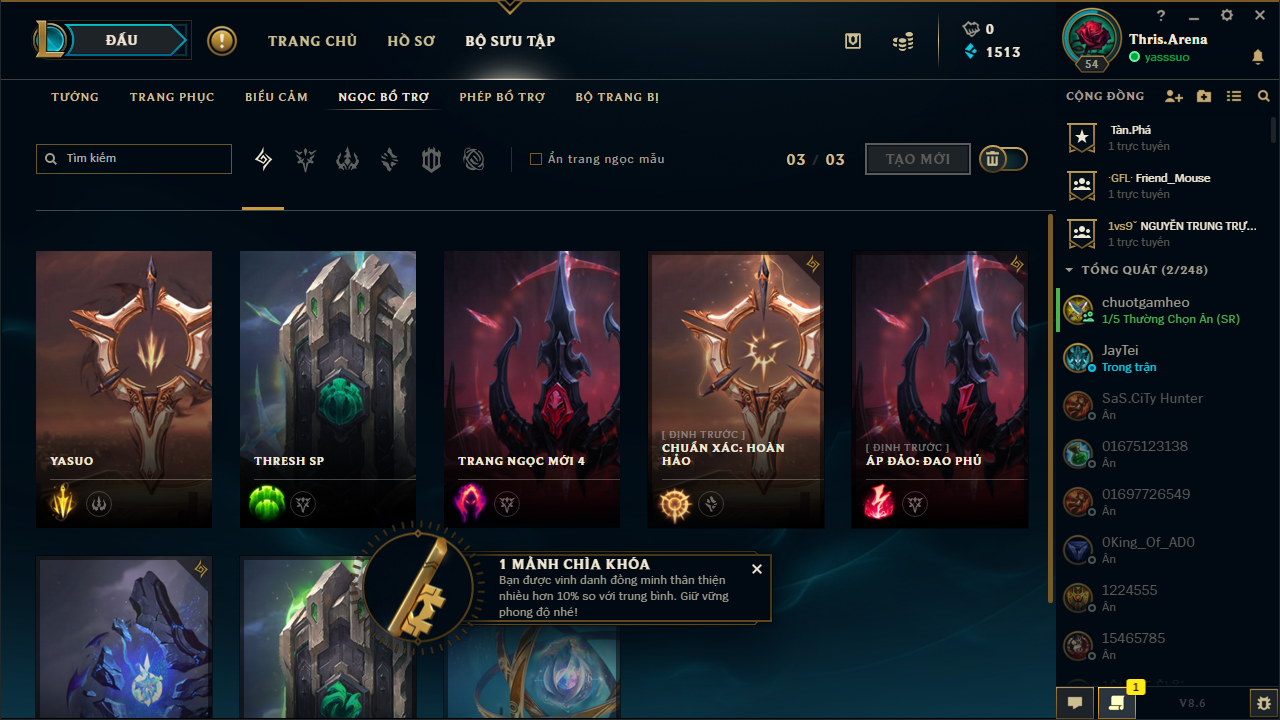 ĐẤU
TRANG CHỦ
HỒ SƠ
BỘ SƯU TẬP
0
1513
54
Thris.Arena
yasssuo
TƯỚNG
TRANG PHỤC
BIỂU CẢM
NGỌC BỔ TRỢ
PHÉP BỔ TRỢ
BỘ TRANG BỊ
Tìm kiếm
Ẩn trang ngọc mẫu
03 / 03
TẠO MỚI
YASUO
THRESH SP
TRANG NGỌC MỚI 4
[ ĐỊNH TRƯỚC ]
CHUẨN XÁC: HOÀN
HẢO
[ ĐỊNH TRƯỚC ]
ÁP ĐẢO: ĐAO PHỦ
1 MẢNH CHÌA KHÓA
Bạn được vinh danh đồng minh thân thiện
nhiều hơn 10% so với trung bình. Giữ vững
phong độ nhé!
CỘNG ĐỒNG
Tàn.Phá
1 trực tuyến
·GFL· Friend_Mouse
1 trực tuyến
1vs9ˇ NGUYỄN TRUNG TRỰ...
1 trực tuyến
TỔNG QUÁT (2/248)
chuotgamheo
1/5 Thường Chọn Ẩn (SR)
JayTei
Trong trận
SaS.CiTy Hunter
Ẩn
01675123138
Ẩn
01697726549
Ẩn
0King_Of_AD0
Ẩn
1224555
Ẩn
15465785
Ẩn
1
V8.6